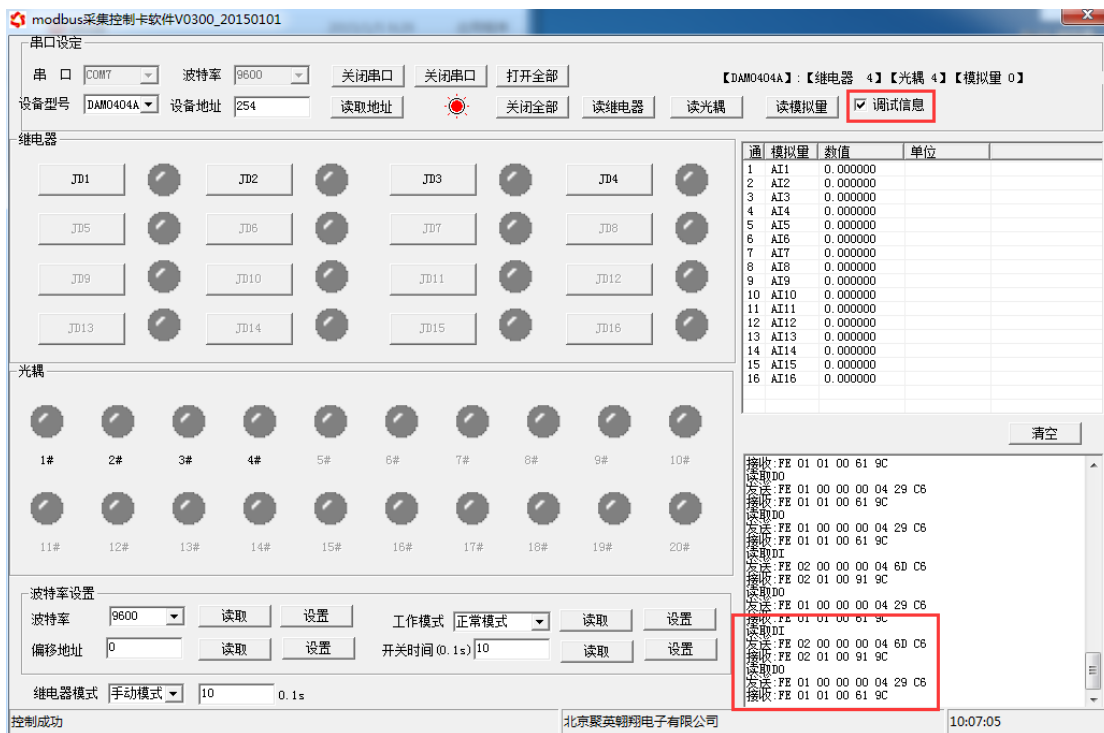 modbus采集控制卡软件V0300_20150101
串口设定
串 口 COM7 波特率 9600 关闭串口 关闭串口 打开全部 【DAM0404A】:【继电器 4】【光耦 4】【模拟量 0】
设备型号 DAM0404A 设备地址 254 读取地址 关闭全部 读继电器 读光耦 读模拟量 调试信息
继电器
JD1 JD2 JD3 JD4
JD5 JD6 JD7 JD8
JD9 JD10 JD11 JD12
JD13 JD14 JD15 JD16
通 模拟量 数值 单位
1 AI1 0.000000
2 AI2 0.000000
3 AI3 0.000000
4 AI4 0.000000
5 AI5 0.000000
6 AI6 0.000000
7 AI7 0.000000
8 AI8 0.000000
9 AI9 0.000000
10 AI10 0.000000
11 AI11 0.000000
12 AI12 0.000000
13 AI13 0.000000
14 AI14 0.000000
15 AI15 0.000000
16 AI16 0.000000
光耦
1# 2# 3# 4# 5# 6# 7# 8# 9# 10#
11# 12# 13# 14# 15# 16# 17# 18# 19# 20#
清空
接收:FE 01 01 00 61 9C
读取DO
发送:FE 01 00 00 00 04 29 C6
接收:FE 01 01 00 61 9C
读取DO
发送:FE 01 00 00 00 04 29 C6
接收:FE 01 01 00 61 9C
读取DI
发送:FE 02 00 00 00 04 6D C6
接收:FE 02 01 00 91 9C
读取DO
发送:FE 01 00 00 00 04 29 C6
接收:FE 01 01 00 61 9C
读取DI
发送:FE 02 00 00 00 04 6D C6
接收:FE 02 01 00 91 9C
读取DO
发送:FE 01 00 00 00 04 29 C6
接收:FE 01 01 00 61 9C
波特率设置
波特率 9600 读取 设置 工作模式 正常模式 读取 设置
偏移地址 0 读取 设置 开关时间(0.1s) 10 读取 设置
继电器模式 手动模式 10 0.1s
控制成功 北京聚英翱翔电子有限公司 10:07:05